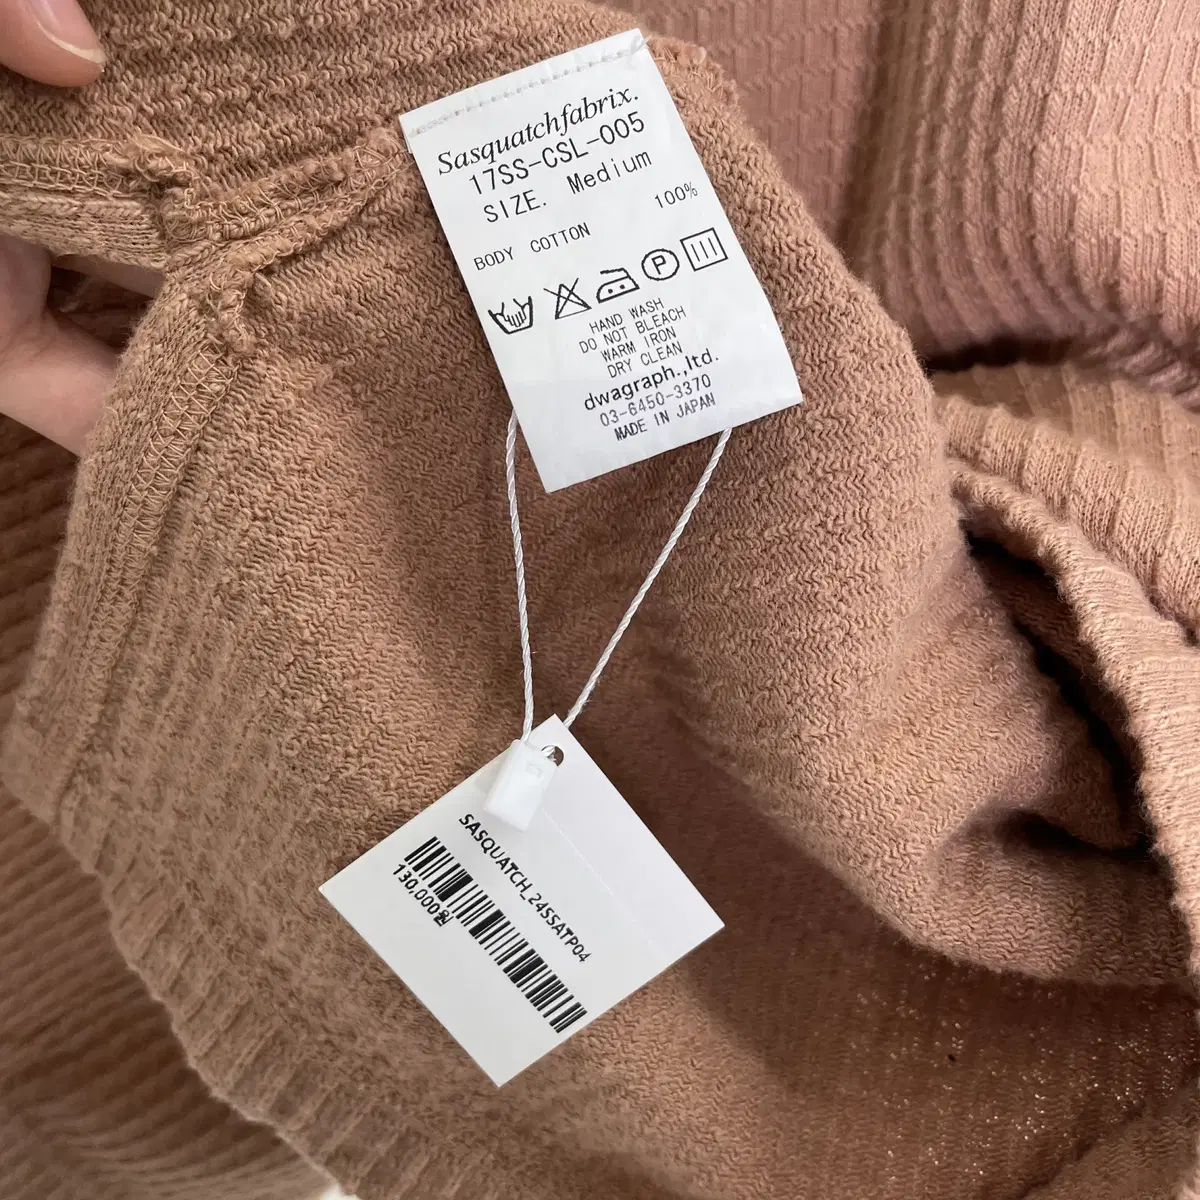 Sasquatchfabrix.
17SS-CSL-005
SIZE. Medium
BODY COTTON 100%
P
HAND WASH
DO NOT BLEACH
WARM IRON
DRY CLEAN
dwagraph.,ltd.
03-6450-3370
MADE IN JAPAN
SASQUATCH_24SSATP04
130,000원